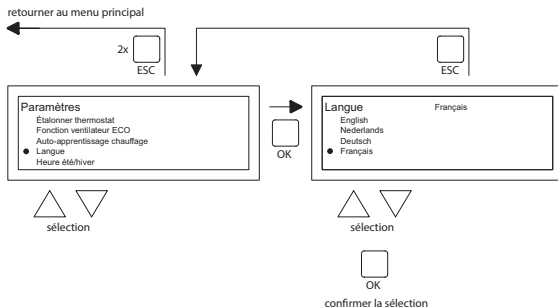 retourner au menu principal
2x
ESC
ESC
Paramètres
Étalonner thermostat
Fonction ventilateur ECO
Auto-apprentissage chauffage
● Langue
Heure été/hiver
OK
Langue Français
English
Nederlands
Deutsch
● Français
sélection
sélection
OK
confirmer la sélection